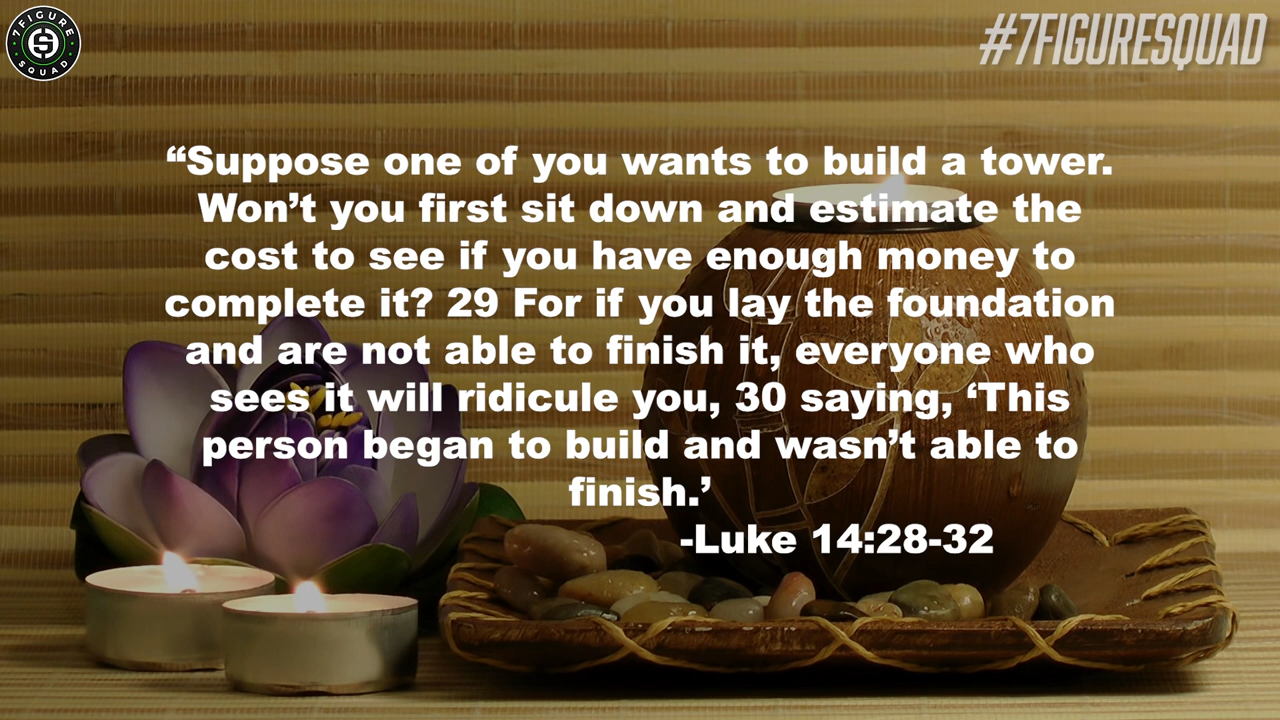 7FIGURE
SQUAD
#7FIGURESQUAD
“Suppose one of you wants to build a tower.
Won’t you first sit down and estimate the
cost to see if you have enough money to
complete it? 29 For if you lay the foundation
and are not able to finish it, everyone who
sees it will ridicule you, 30 saying, ‘This
person began to build and wasn’t able to
finish.’
-Luke 14:28-32